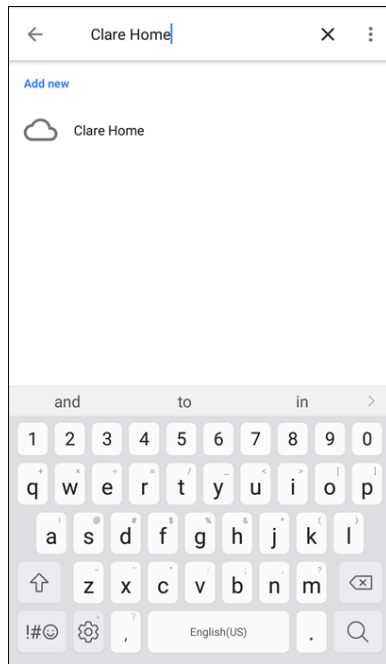 Clare Home
Add new
Clare Home
and to in
1 2 3 4 5 6 7 8 9 0
+ × ÷ = / _ < > [ ]
q w e r t y u i o p
! @ # $ % ^ & * ( )
a s d f g h j k l
- ' " : ; , ?
z x c v b n m
!#☺ , English(US) .